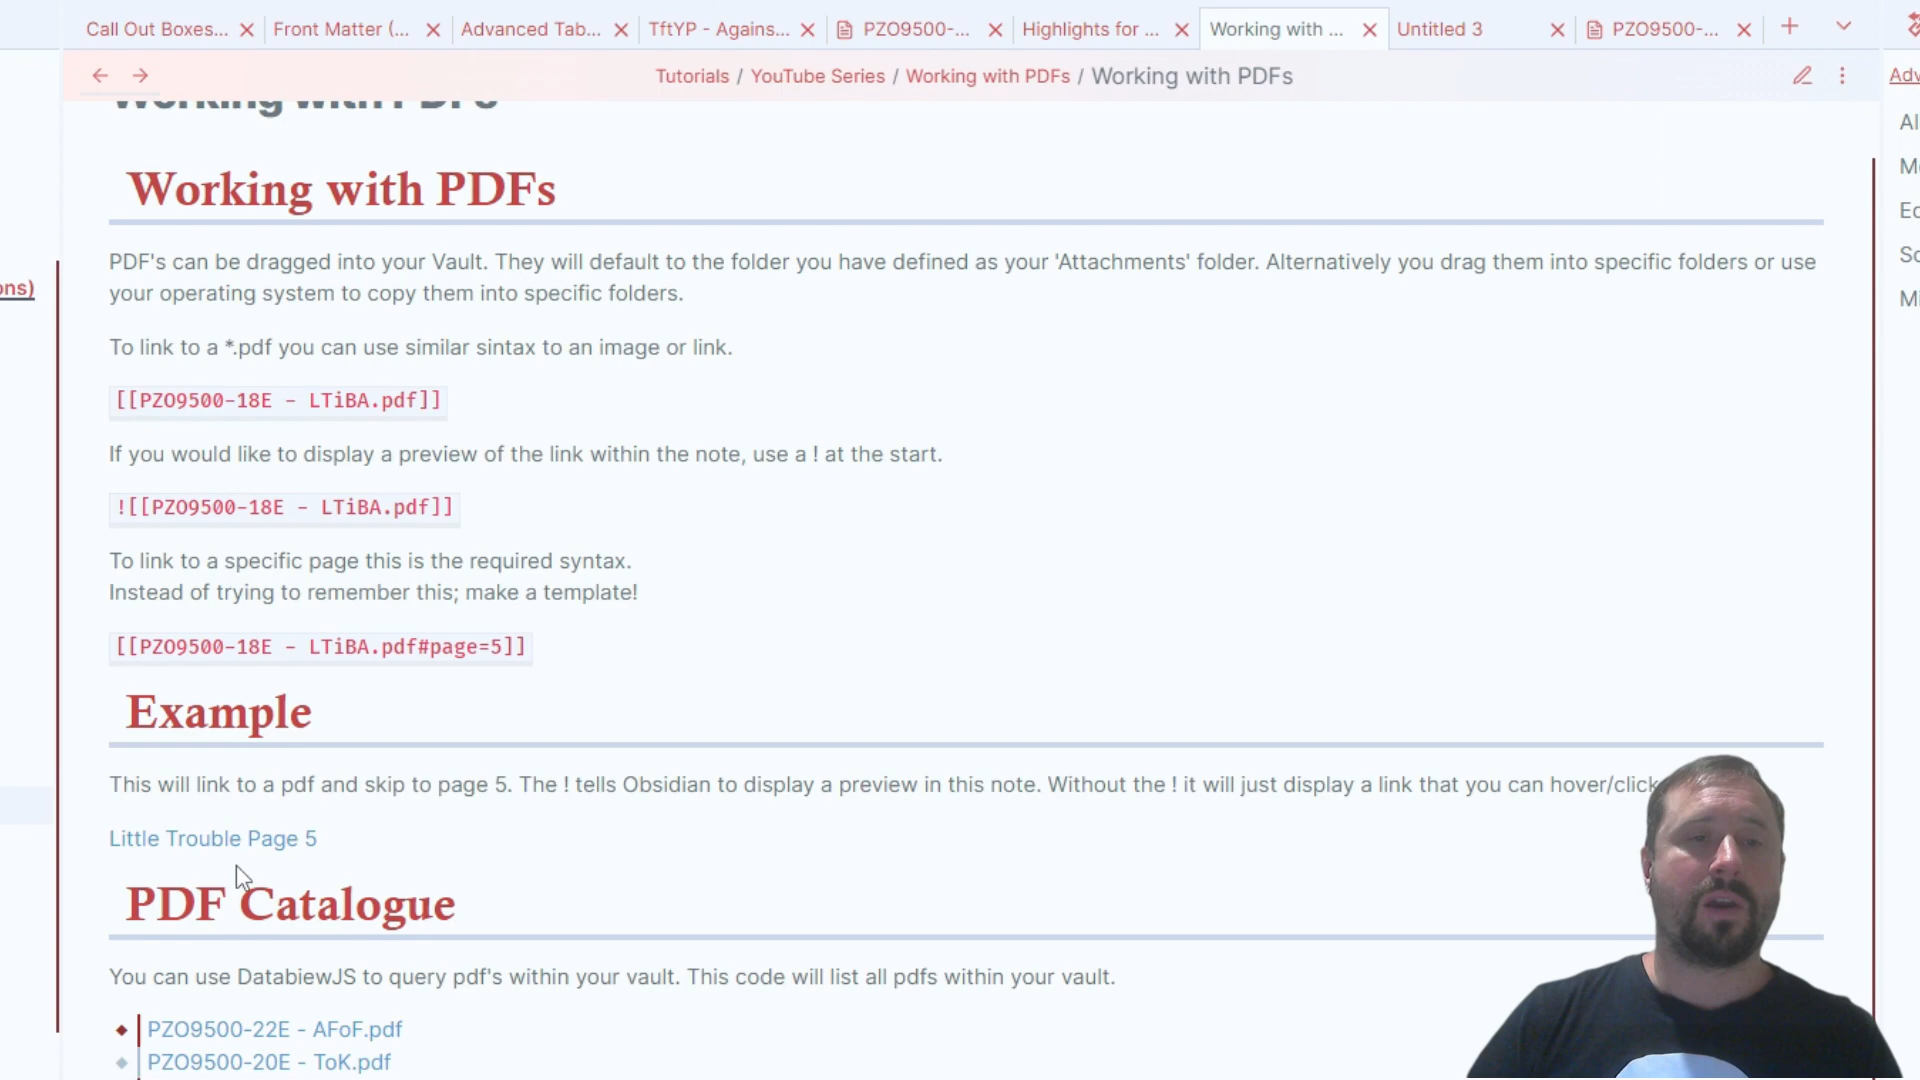 Call Out Boxes...
Front Matter (...
Advanced Tab...
TftYP - Agains...
PZO9500-...
Highlights for ...
Working with ...
Untitled 3
PZO9500-...
Tutorials / YouTube Series / Working with PDFs / Working with PDFs
Adv
Working with PDFs
Al
ons)
Working with PDFs
PDF's can be dragged into your Vault. They will default to the folder you have defined as your 'Attachments' folder. Alternatively you drag them into specific folders or use
your operating system to copy them into specific folders.
To link to a *.pdf you can use similar sintax to an image or link.
[[PZO9500-18E - LTiBA.pdf]]
If you would like to display a preview of the link within the note, use a ! at the start.
![[PZO9500-18E - LTiBA.pdf]]
To link to a specific page this is the required syntax.
Instead of trying to remember this; make a template!
[[PZO9500-18E - LTiBA.pdf#page=5]]
Example
This will link to a pdf and skip to page 5. The ! tells Obsidian to display a preview in this note. Without the ! it will just display a link that you can hover/click
Little Trouble Page 5
PDF Catalogue
You can use DatabiewJS to query pdf's within your vault. This code will list all pdfs within your vault.
PZO9500-22E - AFoF.pdf
PZO9500-20E - ToK.pdf